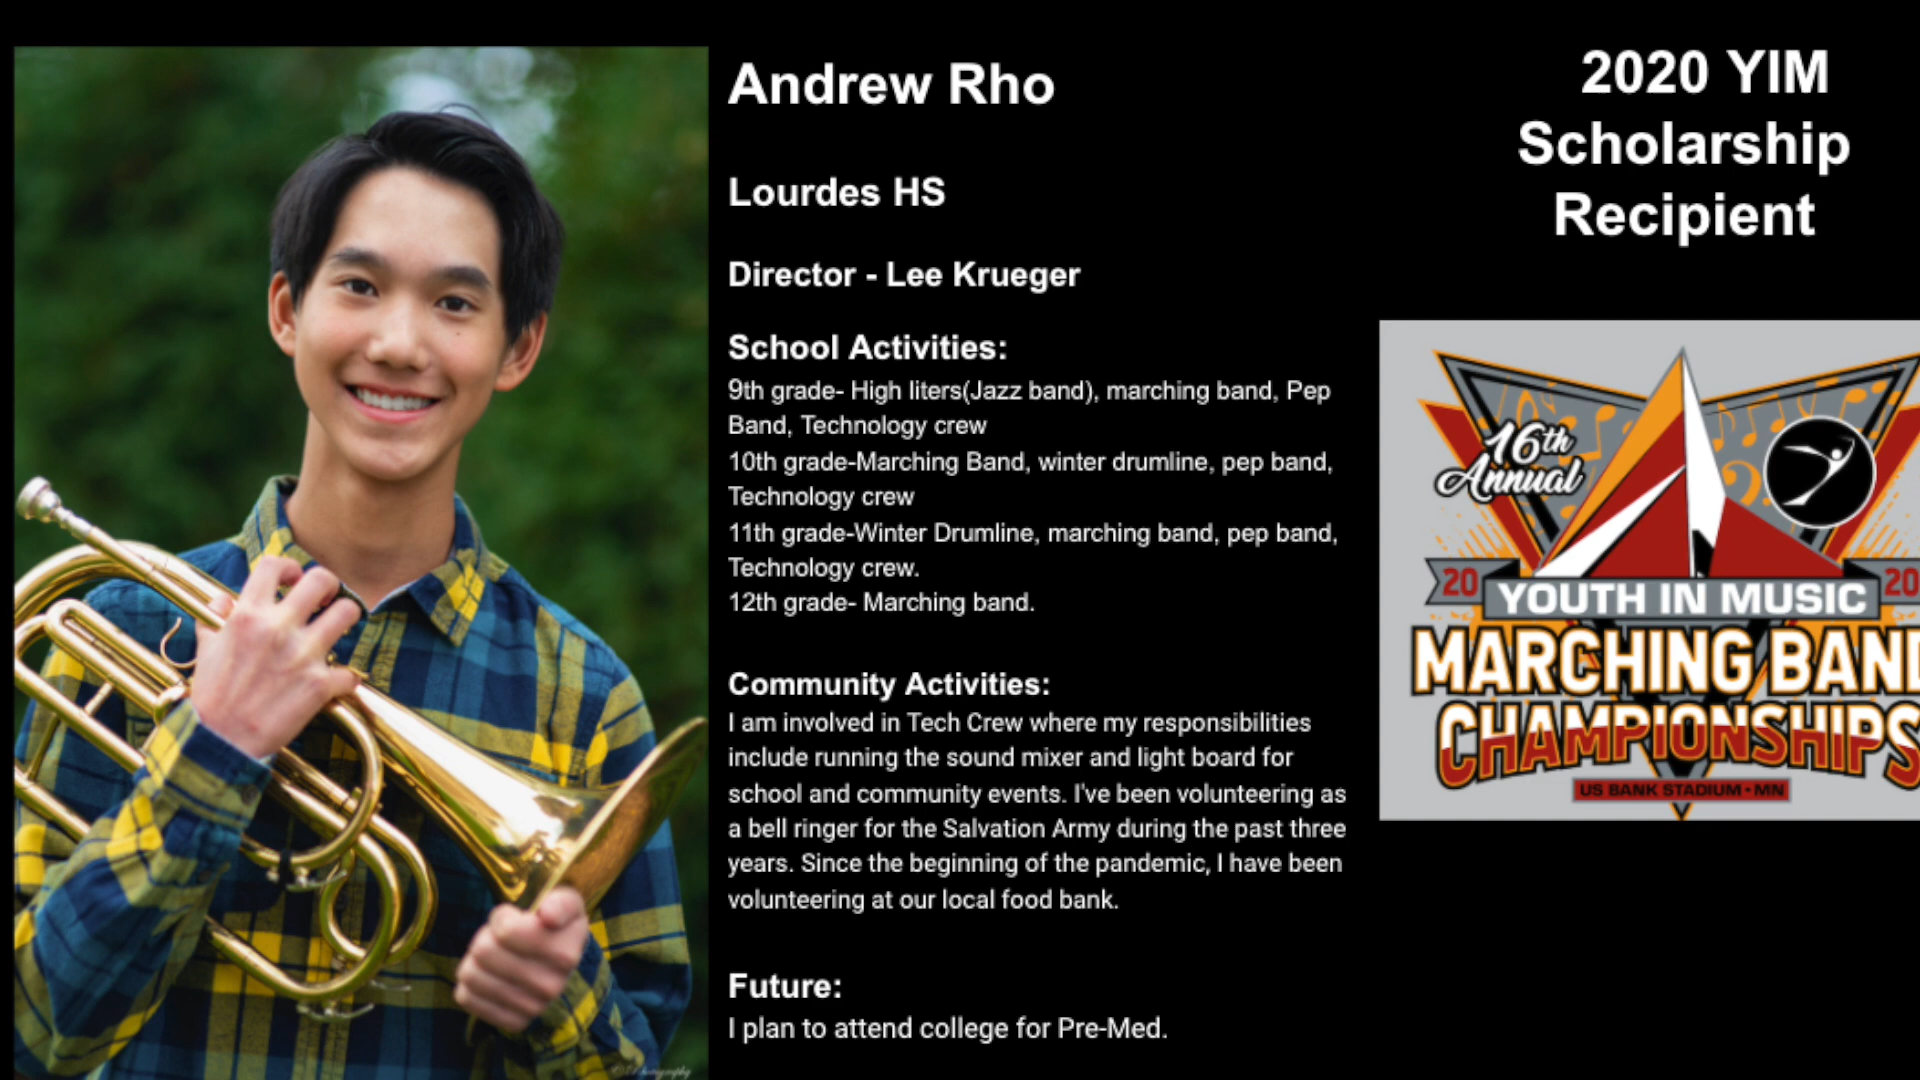 Andrew Rho
Lourdes HS
Director - Lee Krueger
School Activities:
9th grade- High liters(Jazz band), marching band, Pep
Band, Technology crew
10th grade-Marching Band, winter drumline, pep band,
Technology crew
11th grade-Winter Drumline, marching band, pep band,
Technology crew.
12th grade- Marching band.
Community Activities:
I am involved in Tech Crew where my responsibilities
include running the sound mixer and light board for
school and community events. I've been volunteering as
a bell ringer for the Salvation Army during the past three
years. Since the beginning of the pandemic, I have been
volunteering at our local food bank.
Future:
I plan to attend college for Pre-Med.
2020 YIM
Scholarship
Recipient
16th
Annual
20 YOUTH IN MUSIC 20
MARCHING BAND
CHAMPIONSHIPS
US BANK STADIUM • MN